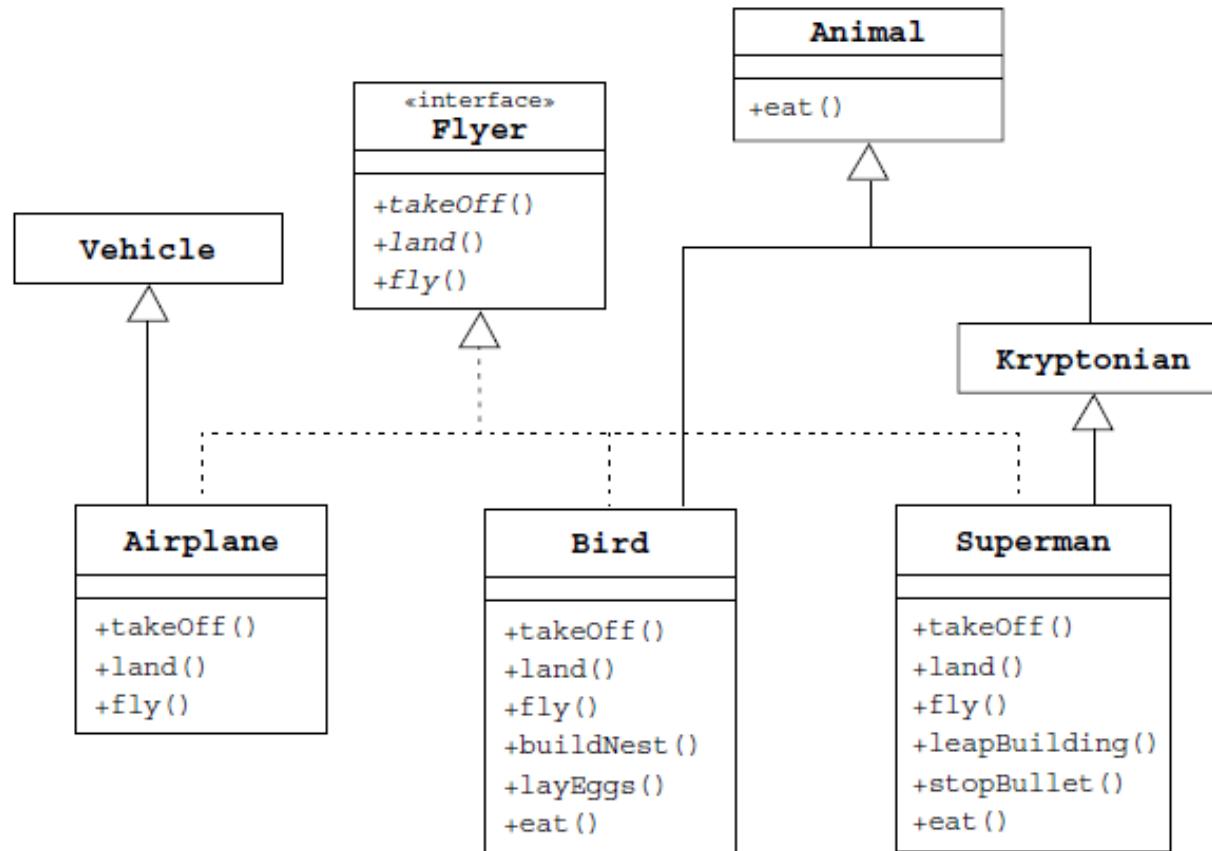 Animal
+eat()
«interface»
Flyer
+takeOff()
+land()
+fly()
Vehicle
Kryptonian
Airplane
+takeOff()
+land()
+fly()
Bird
+takeOff()
+land()
+fly()
+buildNest()
+layEggs()
+eat()
Superman
+takeOff()
+land()
+fly()
+leapBuilding()
+stopBullet()
+eat()